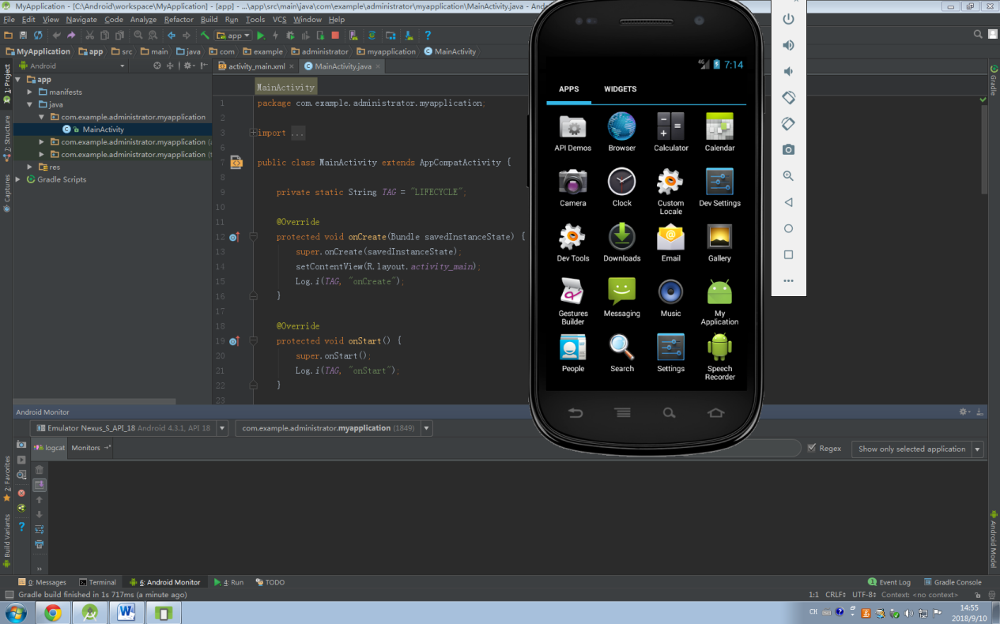 MyApplication - [C:\Android\workspace\MyApplication] - [app] - ...\app\src\main\java\com\example\administrator\myapplication\MainActivity.java - Andr
File Edit View Navigate Code Analyze Refactor Build Run Tools VCS Window Help
app
MyApplication app src main java com example administrator myapplication MainActivity
Android
activity_main.xml
MainActivity.java
1: Project
7: Structure
Captures
2: Favorites
Build Variants
Gradle
Android Model
app
manifests
java
com.example.administrator.myapplication
MainActivity
com.example.administrator.myapplication
com.example.administrator.myapplication
res
Gradle Scripts
MainActivity
1 package com.example.administrator.myapplication;
2
3 import ...
6
7 public class MainActivity extends AppCompatActivity {
8
9 private static String TAG = "LIFECYCLE";
10
11 @Override
12 protected void onCreate(Bundle savedInstanceState) {
13 super.onCreate(savedInstanceState);
14 setContentView(R.layout.activity_main);
15 Log.i(TAG, "onCreate");
16 }
17
18 @Override
19 protected void onStart() {
20 super.onStart();
21 Log.i(TAG, "onStart");
22 }
23
4G 7:14
APPS WIDGETS
API Demos Browser Calculator Calendar
Camera Clock Custom Locale Dev Settings
Dev Tools Downloads Email Gallery
Gestures Builder Messaging Music My Application
People Search Settings Speech Recorder
Android Monitor
Emulator Nexus_S_API_18 Android 4.3.1, API 18
com.example.administrator.myapplication (1849)
logcat Monitors
Regex Show only selected application
0: Messages Terminal 6: Android Monitor 4: Run TODO Event Log Gradle Console
Gradle build finished in 1s 717ms (a minute ago)
1:1 CRLF UTF-8 Context: <no context>
CH
14:55
2018/9/10